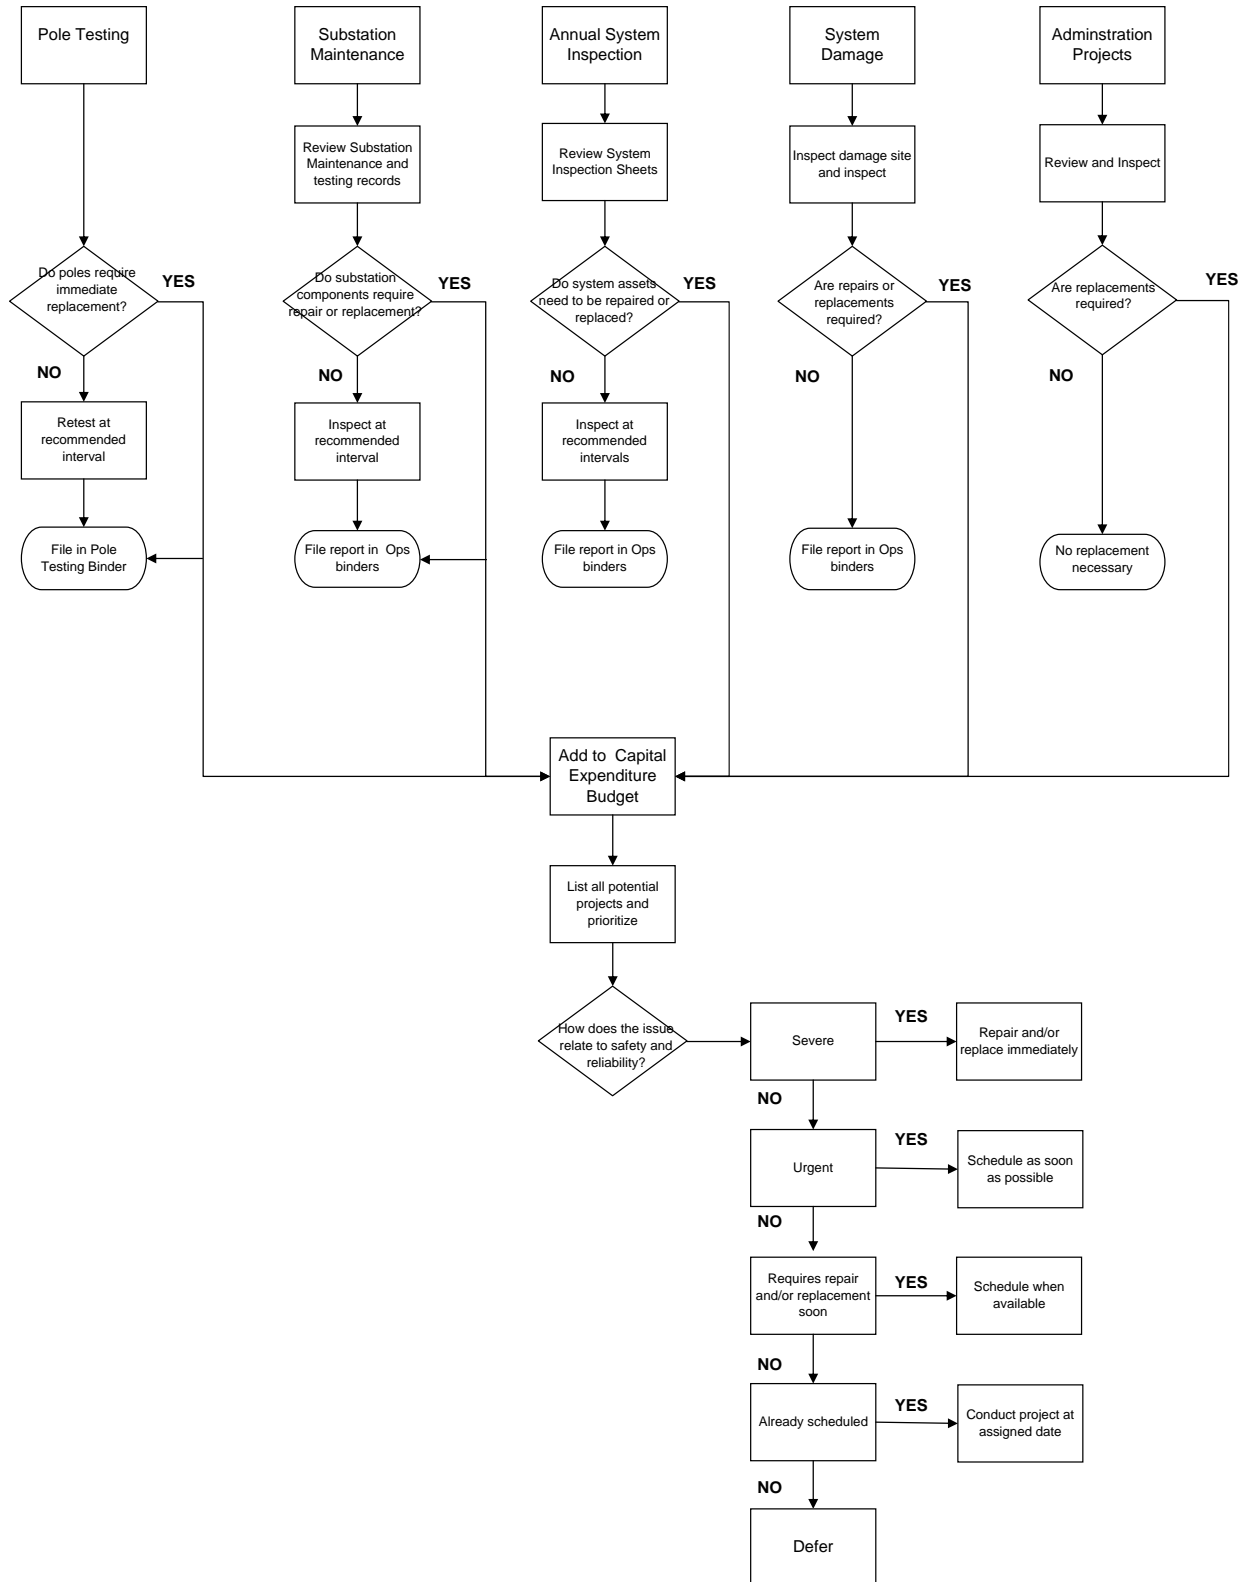 Pole Testing
Substation
Maintenance
Annual System
Inspection
System
Damage
Adminstration
Projects
Review Substation
Maintenance and
testing records
Review System
Inspection Sheets
Inspect damage site
and inspect
Review and Inspect
Do poles require
immediate
replacement?
YES
Do substation
components require
repair or replacement?
YES
Do system assets
need to be repaired or
replaced?
YES
Are repairs or
replacements
required?
YES
Are replacements
required?
YES
NO
NO
NO
NO
NO
Retest at
recommended
interval
Inspect at
recommended
interval
Inspect at
recommended
intervals
File in Pole
Testing Binder
File report in Ops
binders
File report in Ops
binders
File report in Ops
binders
No replacement
necessary
Add to Capital
Expenditure
Budget
List all potential
projects and
prioritize
How does the issue
relate to safety and
reliability?
Severe
YES
Repair and/or
replace immediately
NO
Urgent
YES
Schedule as soon
as possible
NO
Requires repair
and/or replacement
soon
YES
Schedule when
available
NO
Already scheduled
YES
Conduct project at
assigned date
NO
Defer